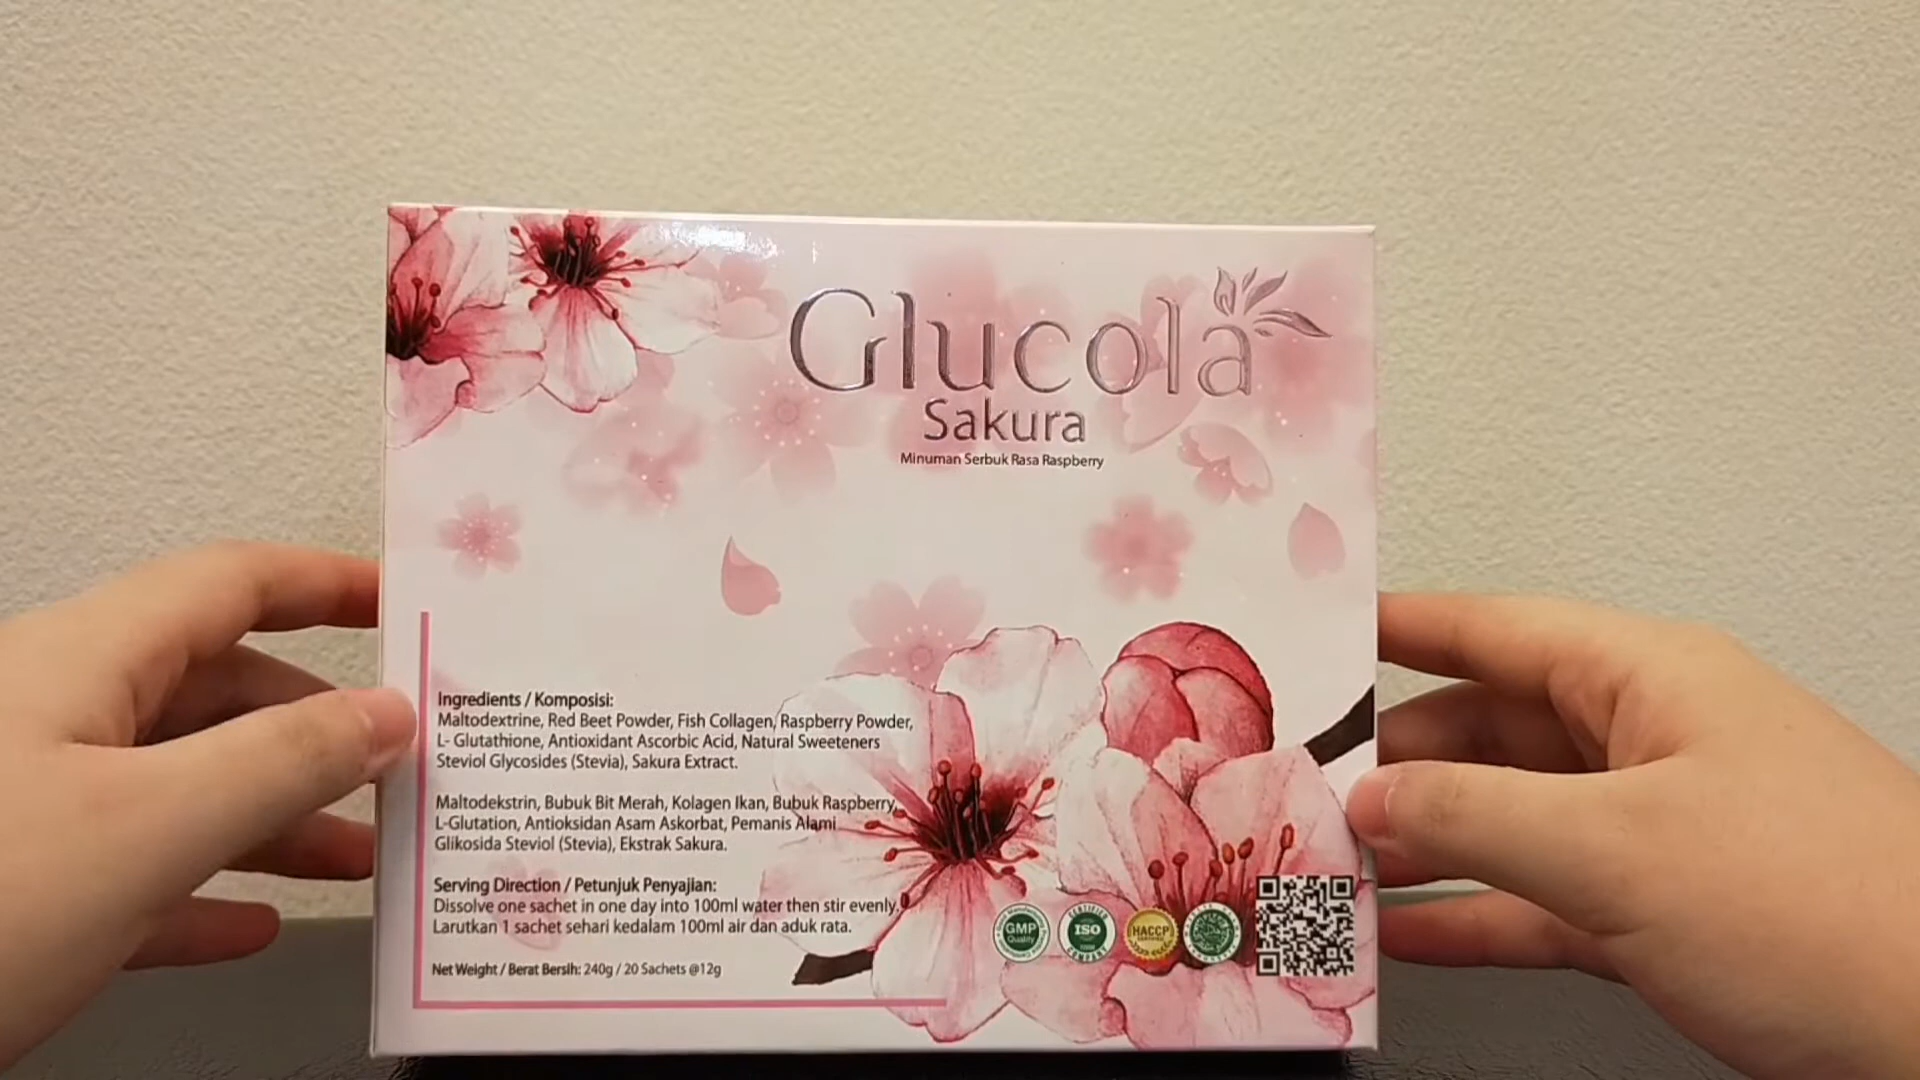 Glucola
Sakura
Minuman Serbuk Rasa Raspberry
Ingredients / Komposisi:
Maltodextrine, Red Beet Powder, Fish Collagen, Raspberry Powder,
L- Glutathione, Antioxidant Ascorbic Acid, Natural Sweeteners
Steviol Glycosides (Stevia), Sakura Extract.
Maltodekstrin, Bubuk Bit Merah, Kolagen Ikan, Bubuk Raspberry,
L-Glutation, Antioksidan Asam Askorbat, Pemanis Alami
Glikosida Steviol (Stevia), Ekstrak Sakura.
Serving Direction / Petunjuk Penyajian:
Dissolve one sachet in one day into 100ml water then stir evenly.
Larutkan 1 sachet sehari kedalam 100ml air dan aduk rata.
Net Weight / Berat Bersih: 240g / 20 Sachets @12g
GMP
Quality
CERTIFIED
ISO
COMPANY
HACCP
CERTIFIED